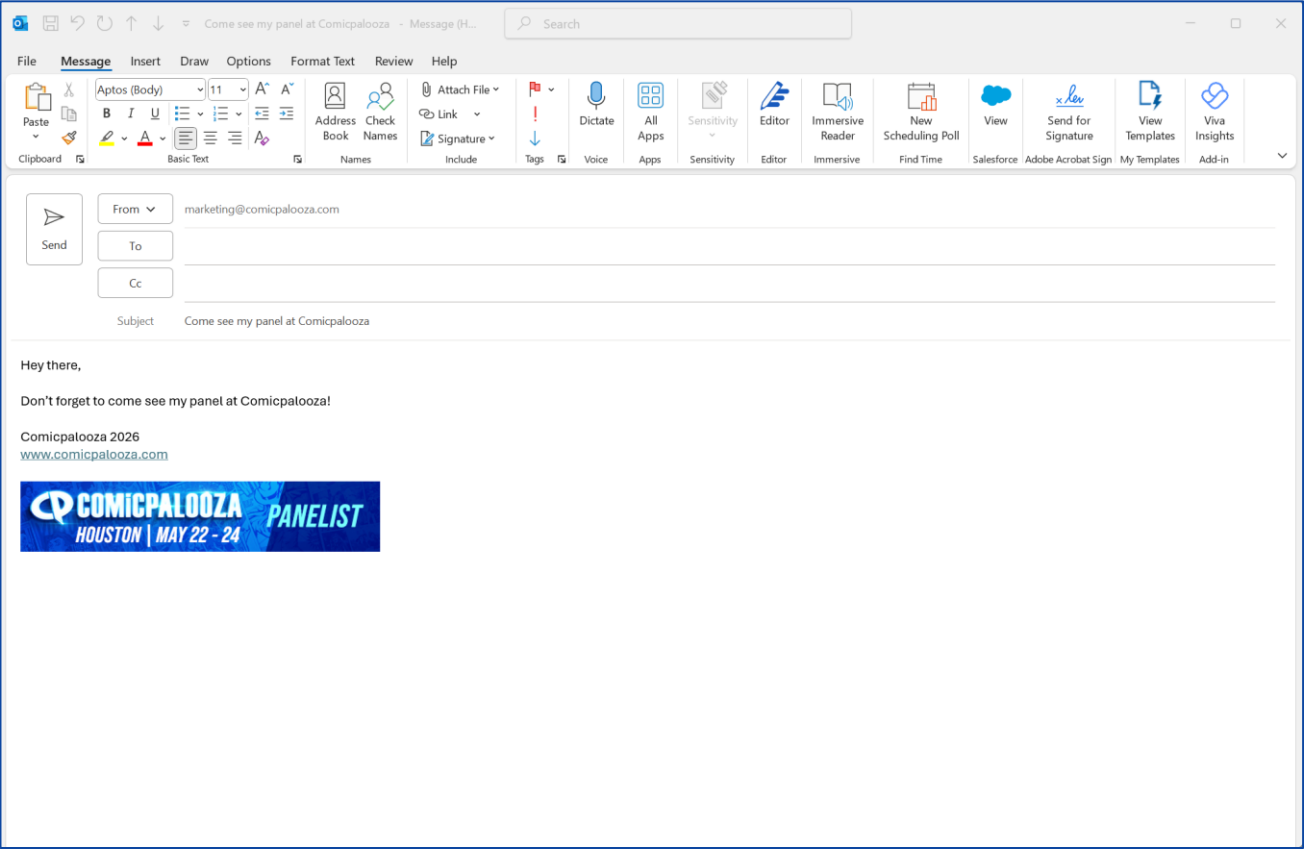 Come see my panel at Comicpalooza - Message (H...
Search
File Message Insert Draw Options Format Text Review Help
Paste
Clipboard
Aptos (Body) 11 A A
B I U
A A
Basic Text
Address Book
Check Names
Names
Attach File
Link
Signature
Include
Tags
Dictate
Voice
All Apps
Apps
Sensitivity
Sensitivity
Editor
Editor
Immersive Reader
Immersive
New Scheduling Poll
Find Time
View
Salesforce
Send for Signature
Adobe Acrobat Sign
View Templates
My Templates
Viva Insights
Add-in
Send
From marketing@comicpalooza.com
To
Cc
Subject Come see my panel at Comicpalooza
Hey there,
Don't forget to come see my panel at Comicpalooza!
Comicpalooza 2026
www.comicpalooza.com
CP COMiCPALOOZA
HOUSTON | MAY 22 - 24
PANELIST